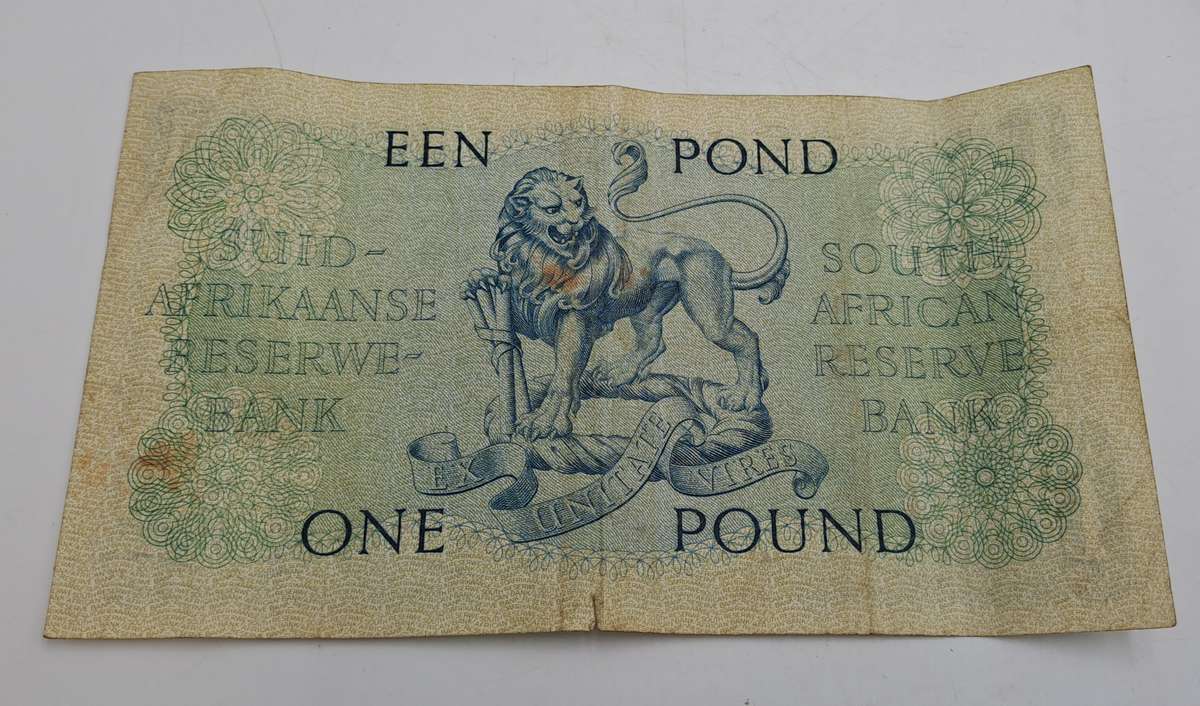 EEN POND
SUID-
AFRIKAANSE
RESERWE-
BANK
SOUTH
AFRICAN
RESERVE
BANK
EX UNITATE VIRES
ONE POUND